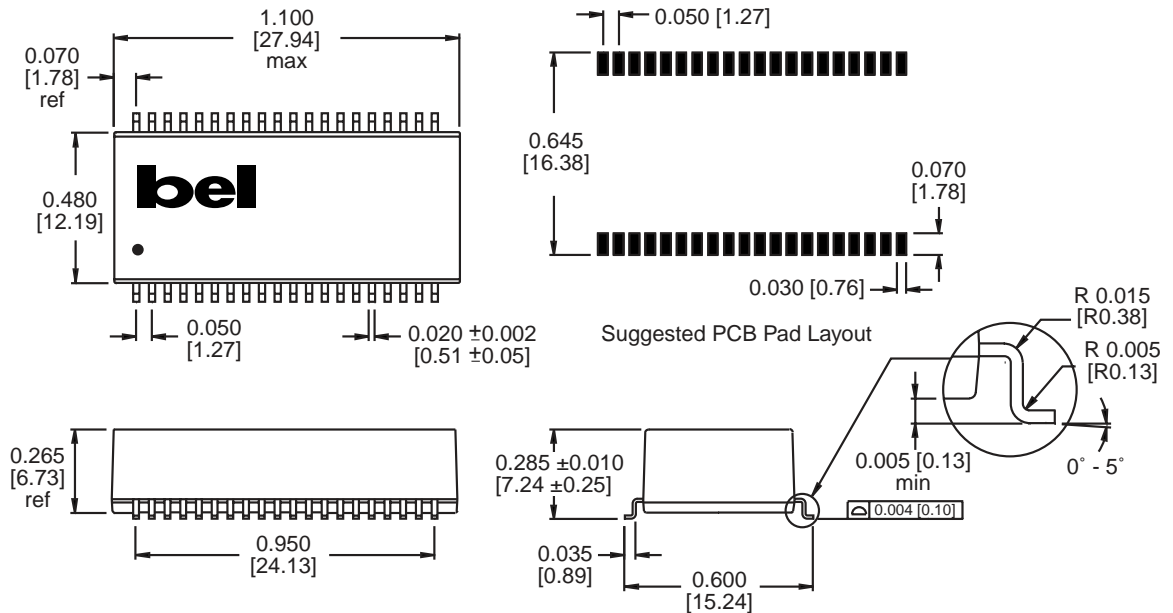 1.100
[27.94]
max
0.070
[1.78]
ref
0.480
[12.19]
bel
0.050
[1.27]
0.020 ±0.002
[0.51 ±0.05]
0.050 [1.27]
0.645
[16.38]
0.070
[1.78]
0.030 [0.76]
Suggested PCB Pad Layout
R 0.015
[R0.38]
R 0.005
[R0.13]
0.005 [0.13]
min
0° - 5°
0.265
[6.73]
ref
0.950
[24.13]
0.285 ±0.010
[7.24 ±0.25]
0.004 [0.10]
0.035
[0.89]
0.600
[15.24]